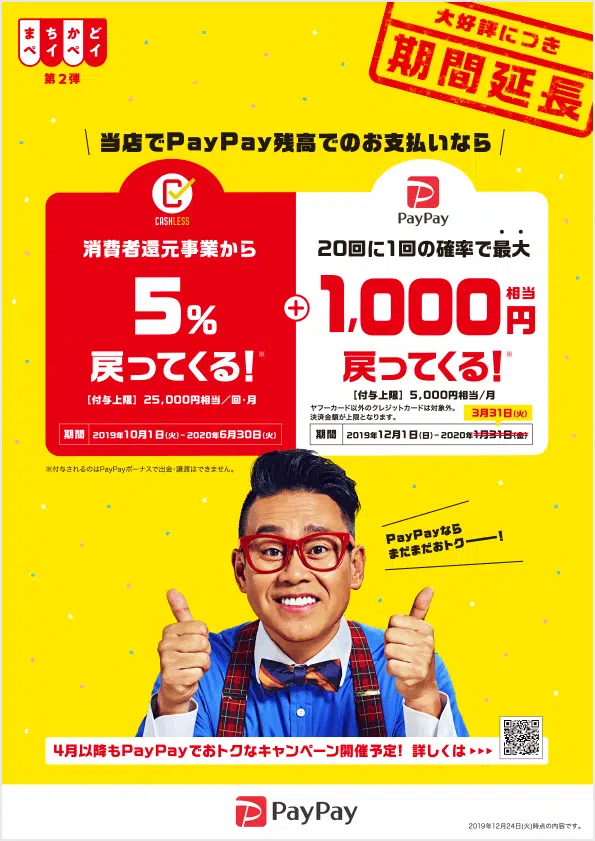 まちかど
ペイペイ
第2弾
大好評につき
期間延長
当店でPayPay残高でのお支払いなら
CASHLESS
消費者還元事業から
5%
戻ってくる!※
[付与上限] 25,000円相当/回・月
期間 2019年10月1日(火)–2020年6月30日(火)
+
PayPay
20回に1回の確率で最大
1,000円相当
戻ってくる!※
[付与上限] 5,000円相当/月
ヤフーカード以外のクレジットカードは対象外。
決済金額が上限となります。
3月31日(火)
期間 2019年12月1日(日)–2020年1月31日(金)
※付与されるのはPayPayボーナスで出金・譲渡はできません。
PayPayなら
まだまだおトクーー!
4月以降もPayPayでおトクなキャンペーン開催予定! 詳しくは▶▶▶
PayPay
2019年12月24日(火)時点の内容です。